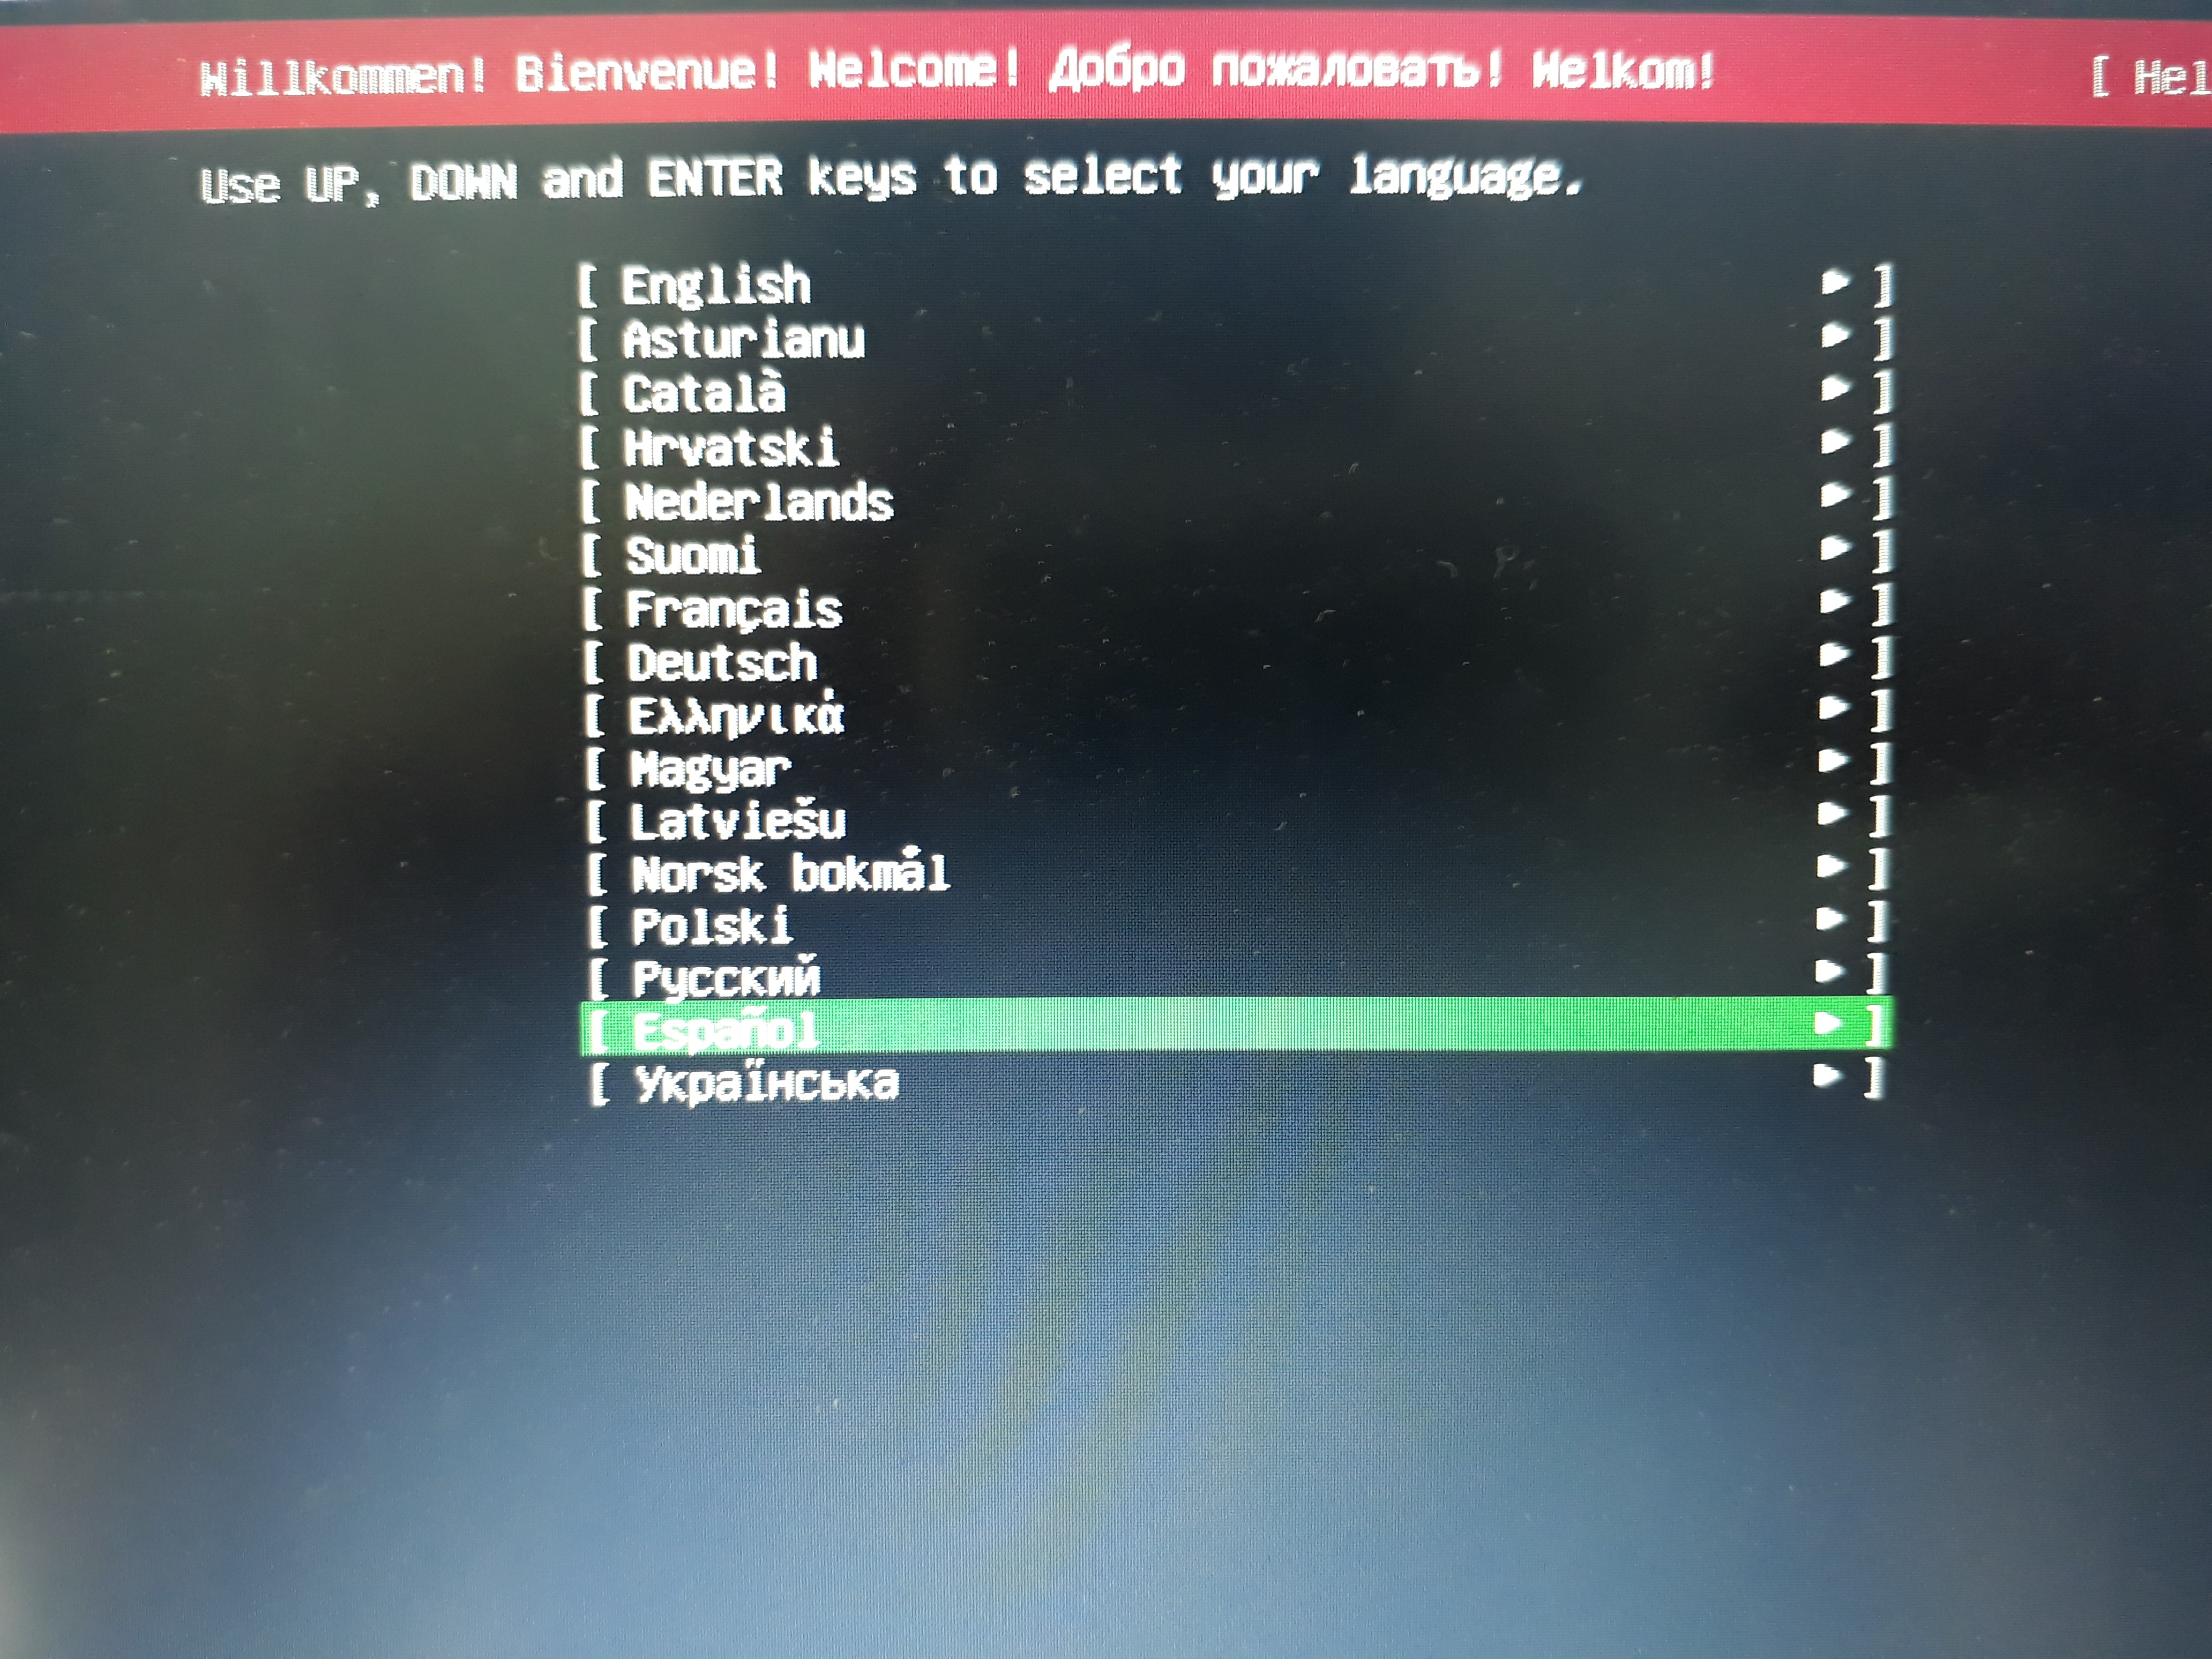 Willkommen! Bienvenue! Welcome! Добро пожаловать! Welkom! [ Hel
Use UP, DOWN and ENTER keys to select your language.
[ English ► ]
[ Asturianu ► ]
[ Català ► ]
[ Hrvatski ► ]
[ Nederlands ► ]
[ Suomi ► ]
[ Français ► ]
[ Deutsch ► ]
[ Ελληνικά ► ]
[ Magyar ► ]
[ Latviešu ► ]
[ Norsk bokmål ► ]
[ Polski ► ]
[ Русский ► ]
[ Español ► ]
[ Українська ► ]